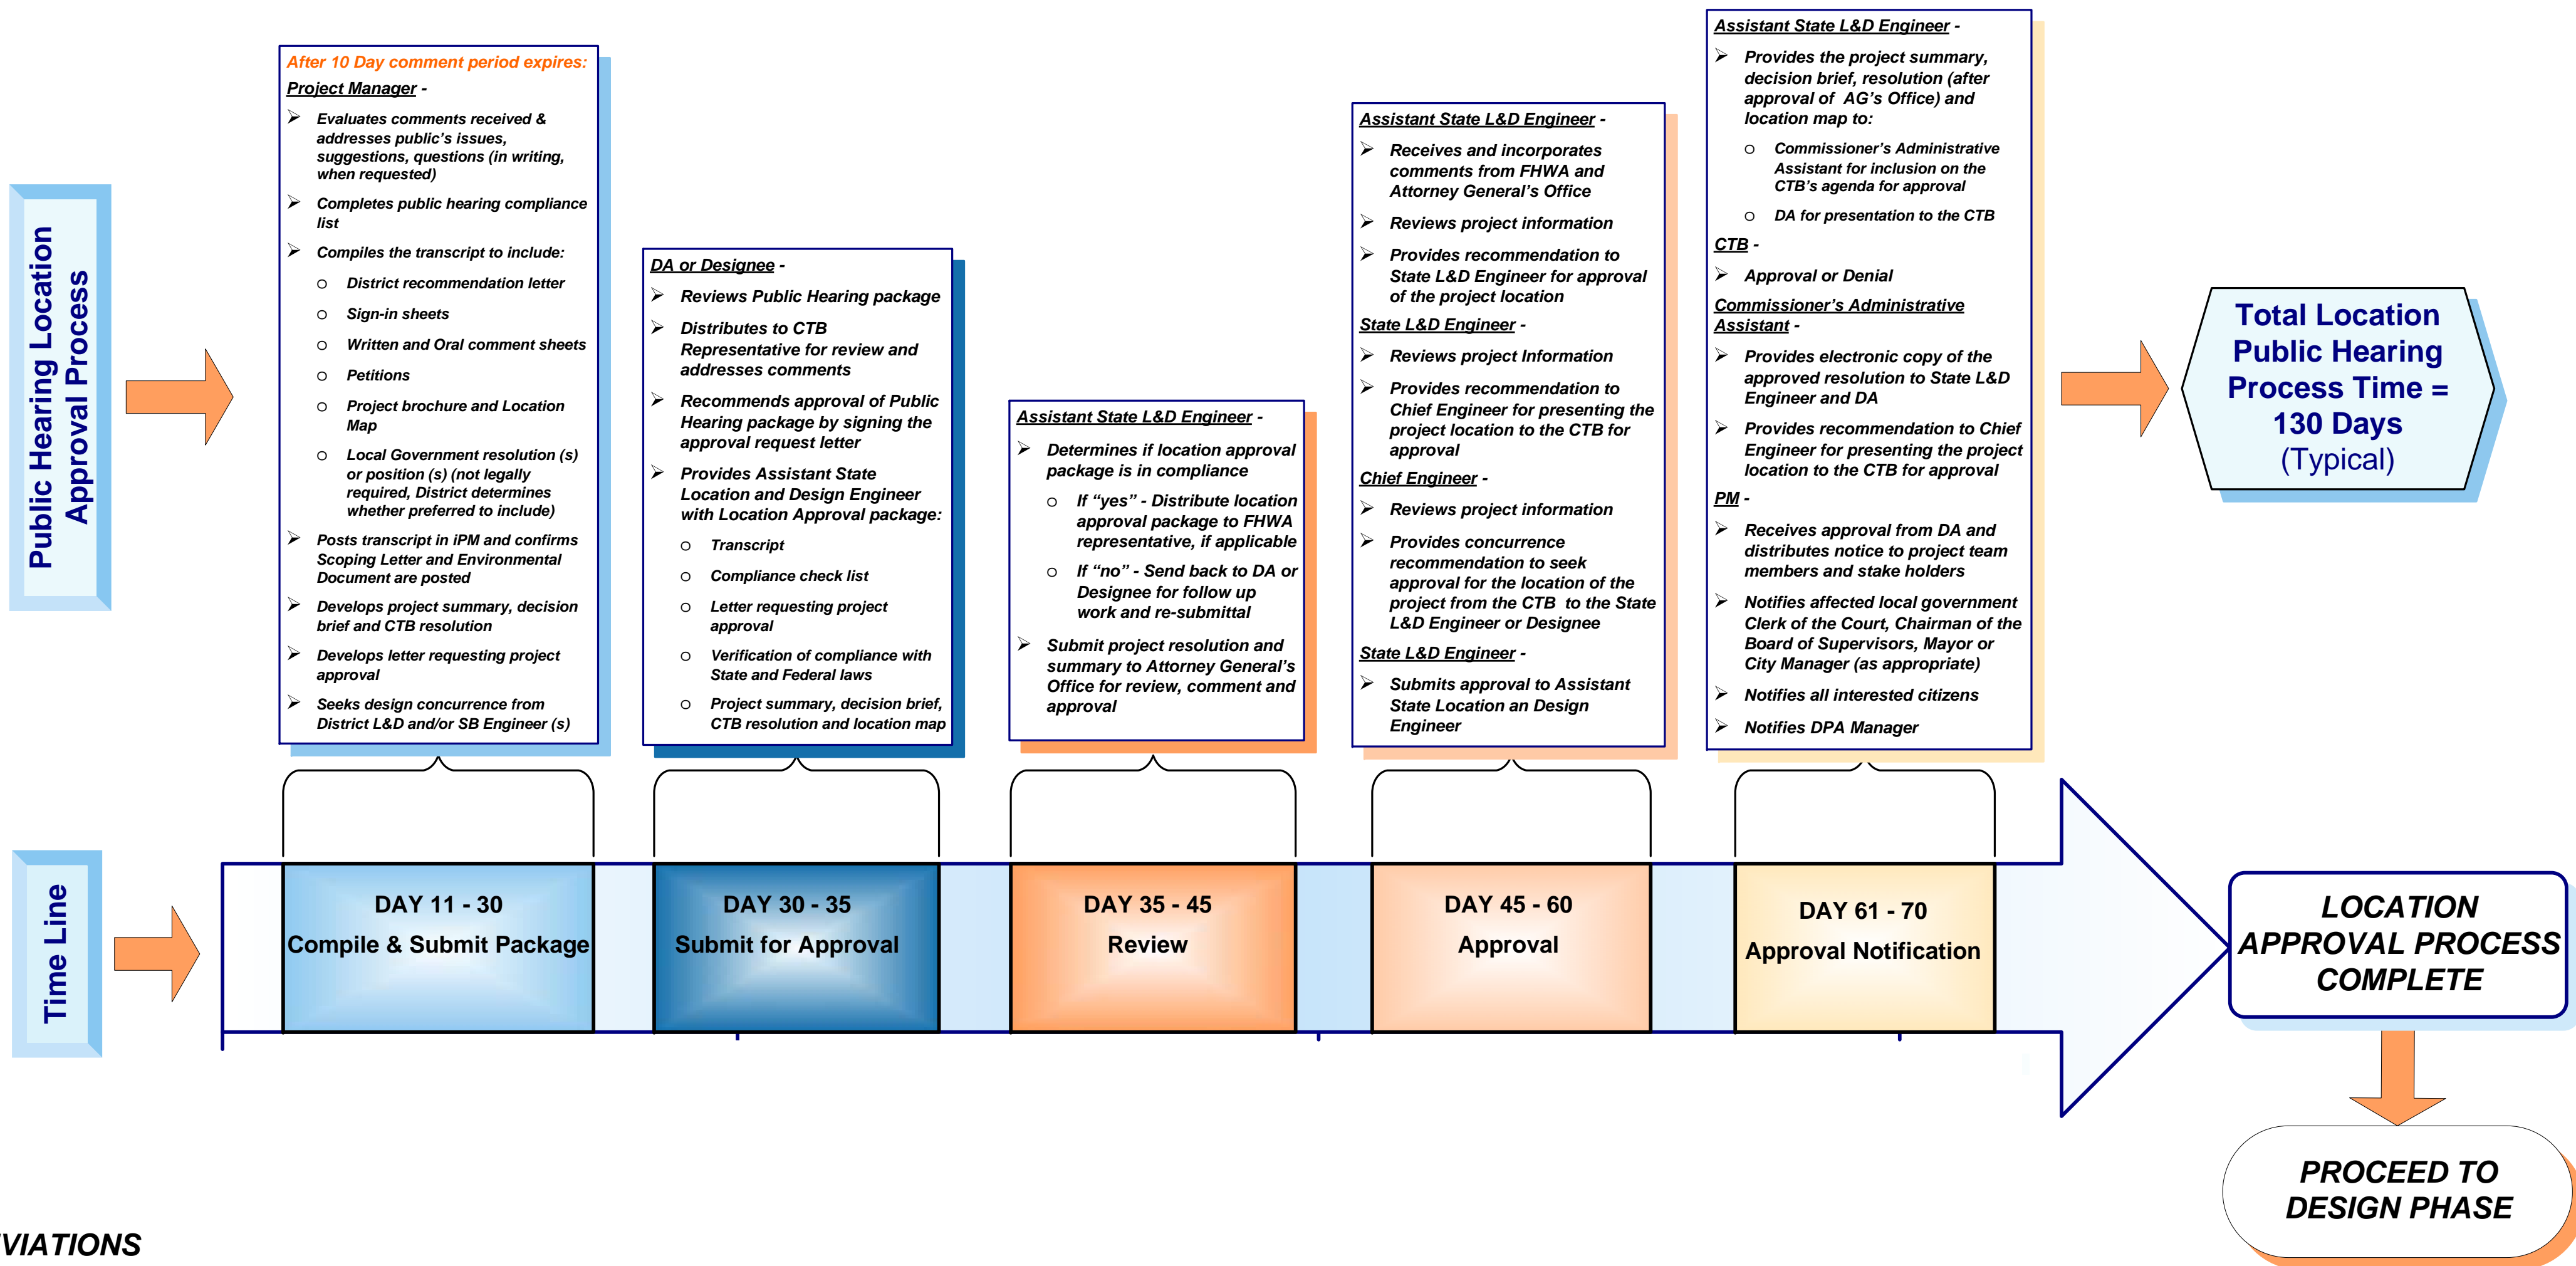 Public Hearing Location
Approval Process
After 10 Day comment period expires:
Project Manager -
➢ Evaluates comments received &
addresses public's issues,
suggestions, questions (in writing,
when requested)
➢ Completes public hearing compliance
list
➢ Compiles the transcript to include:
o District recommendation letter
o Sign-in sheets
o Written and Oral comment sheets
o Petitions
o Project brochure and Location
Map
o Local Government resolution (s)
or position (s) (not legally
required, District determines
whether preferred to include)
➢ Posts transcript in iPM and confirms
Scoping Letter and Environmental
Document are posted
➢ Develops project summary, decision
brief and CTB resolution
➢ Develops letter requesting project
approval
➢ Seeks design concurrence from
District L&D and/or SB Engineer (s)
DA or Designee -
➢ Reviews Public Hearing package
➢ Distributes to CTB
Representative for review and
addresses comments
➢ Recommends approval of Public
Hearing package by signing the
approval request letter
➢ Provides Assistant State
Location and Design Engineer
with Location Approval package:
o Transcript
o Compliance check list
o Letter requesting project
approval
o Verification of compliance with
State and Federal laws
o Project summary, decision brief,
CTB resolution and location map
Assistant State L&D Engineer -
➢ Determines if location approval
package is in compliance
o If “yes” - Distribute location
approval package to FHWA
representative, if applicable
o If “no” - Send back to DA or
Designee for follow up
work and re-submittal
➢ Submit project resolution and
summary to Attorney General's
Office for review, comment and
approval
Assistant State L&D Engineer -
➢ Receives and incorporates
comments from FHWA and
Attorney General's Office
➢ Reviews project information
➢ Provides recommendation to
State L&D Engineer for approval
of the project location
State L&D Engineer -
➢ Reviews project Information
➢ Provides recommendation to
Chief Engineer for presenting the
project location to the CTB for
approval
Chief Engineer -
➢ Reviews project information
➢ Provides concurrence
recommendation to seek
approval for the location of the
project from the CTB to the State
L&D Engineer or Designee
State L&D Engineer -
➢ Submits approval to Assistant
State Location an Design
Engineer
Assistant State L&D Engineer -
➢ Provides the project summary,
decision brief, resolution (after
approval of AG's Office) and
location map to:
o Commissioner's Administrative
Assistant for inclusion on the
CTB's agenda for approval
o DA for presentation to the CTB
CTB -
➢ Approval or Denial
Commissioner's Administrative
Assistant -
➢ Provides electronic copy of the
approved resolution to State L&D
Engineer and DA
➢ Provides recommendation to Chief
Engineer for presenting the project
location to the CTB for approval
PM -
➢ Receives approval from DA and
distributes notice to project team
members and stake holders
➢ Notifies affected local government
Clerk of the Court, Chairman of the
Board of Supervisors, Mayor or
City Manager (as appropriate)
➢ Notifies all interested citizens
➢ Notifies DPA Manager
Total Location
Public Hearing
Process Time =
130 Days
(Typical)
Time Line
DAY 11 - 30
Compile & Submit Package
DAY 30 - 35
Submit for Approval
DAY 35 - 45
Review
DAY 45 - 60
Approval
DAY 61 - 70
Approval Notification
LOCATION
APPROVAL PROCESS
COMPLETE
PROCEED TO
DESIGN PHASE
VIATIONS